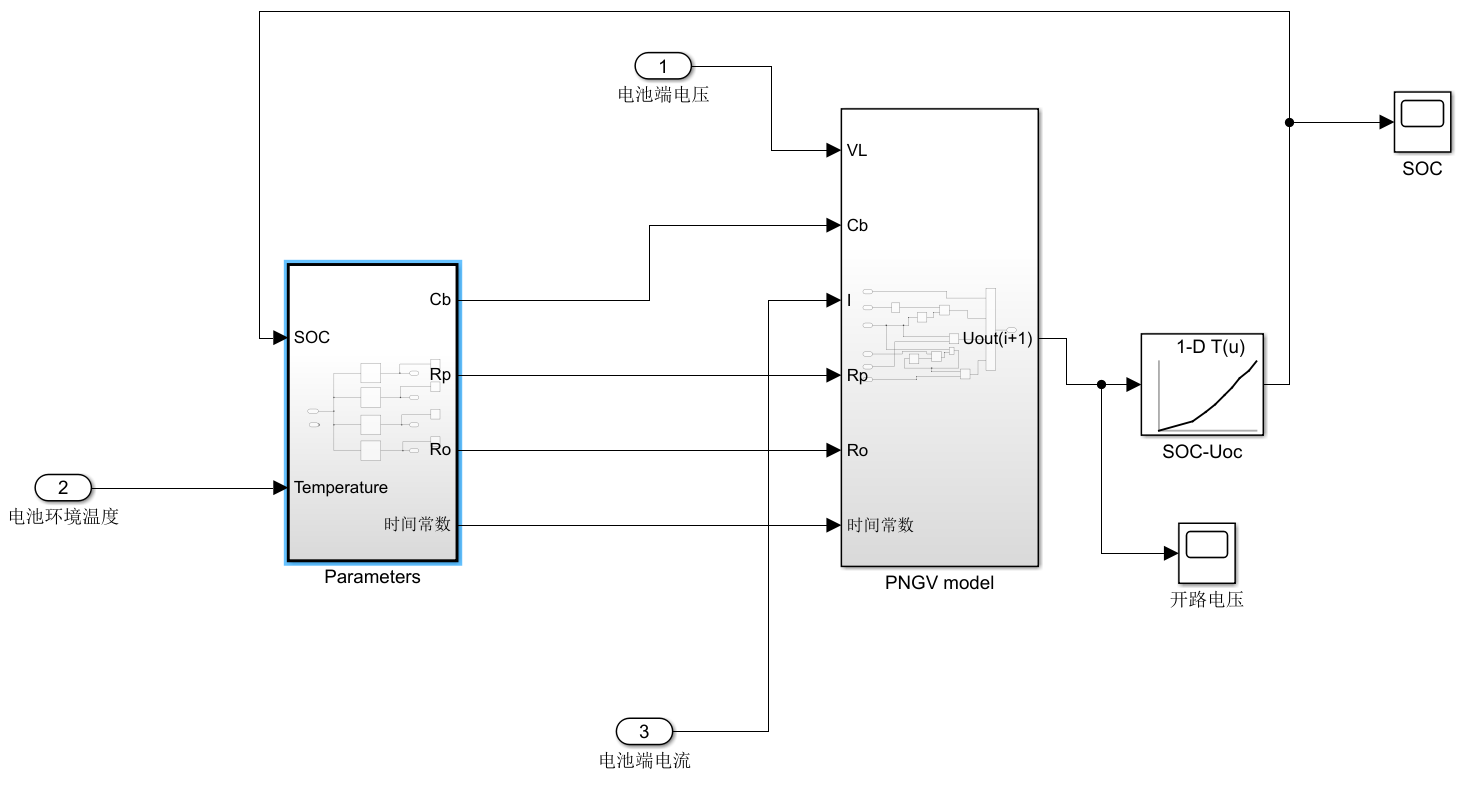 1
电池端电压
SOC
VL
Cb
I
Rp
Ro
时间常数
Uout(i+1)
PNGV model
SOC
Temperature
Cb
Rp
Ro
时间常数
Parameters
1-D T(u)
SOC-Uoc
2
电池环境温度
开路电压
3
电池端电流